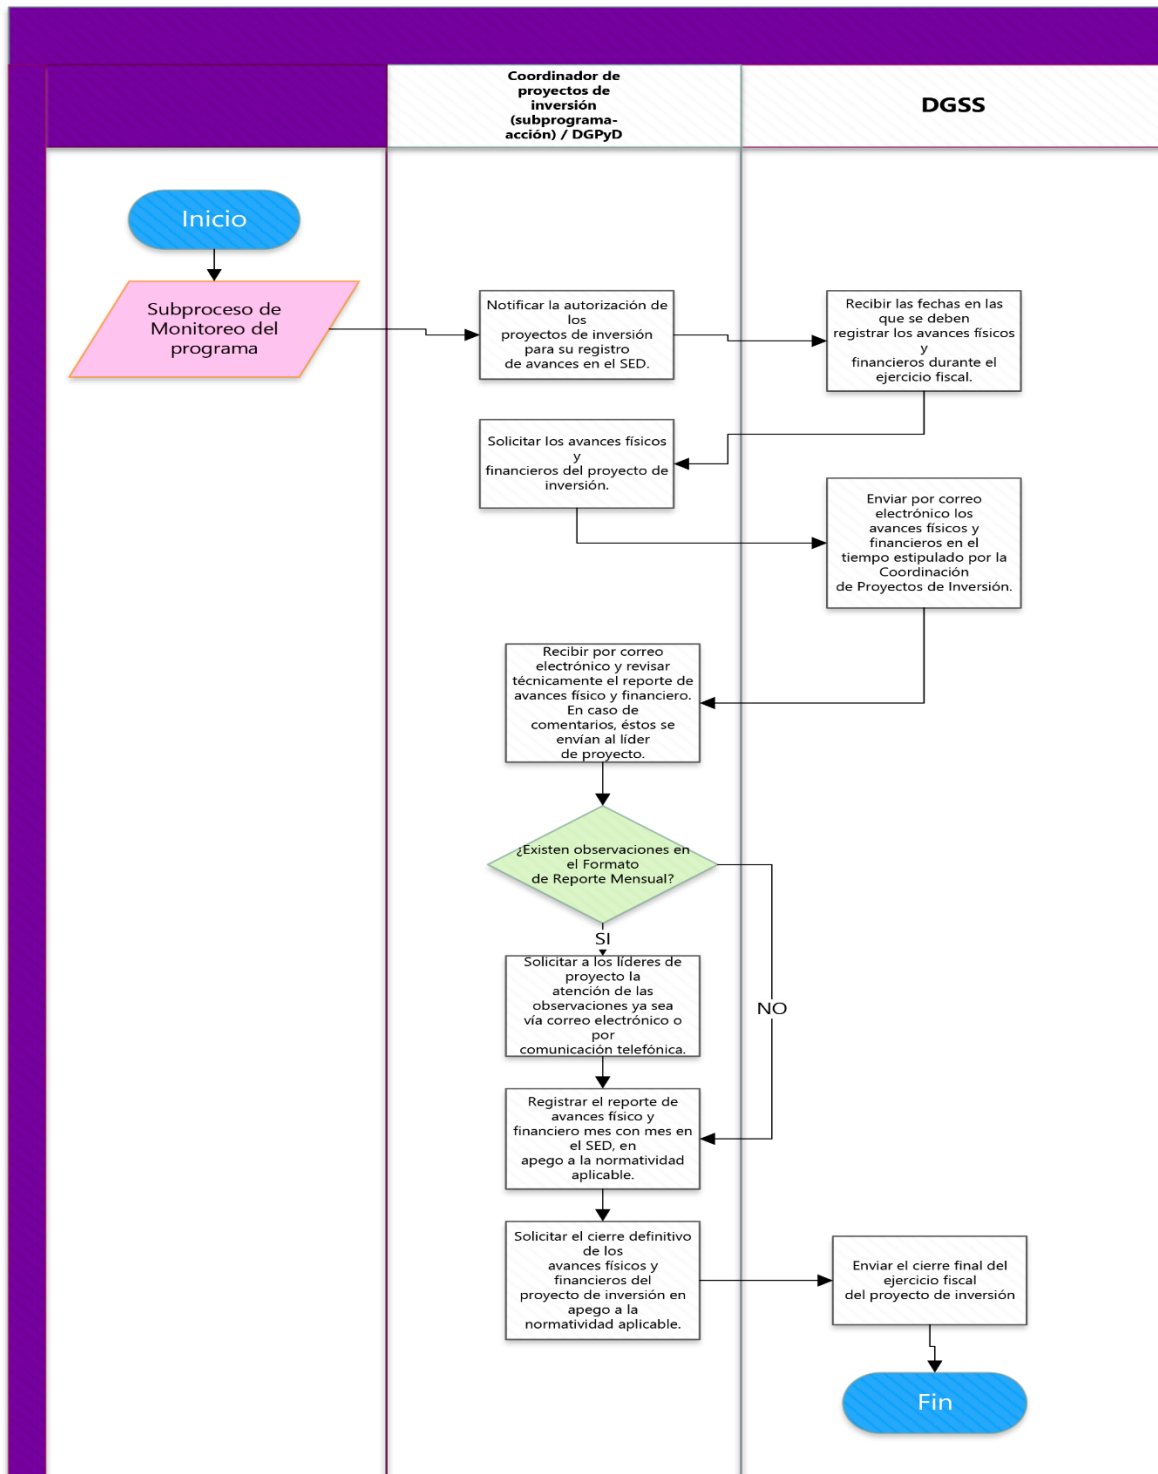 Coordinador de
proyectos de
inversión
(subprograma-
acción) / DGPyD
DGSS
Inicio
Subproceso de
Monitoreo del
programa
Notificar la autorización de
los
proyectos de inversión
para su registro
de avances en el SED.
Recibir las fechas en las
que se deben
registrar los avances físicos
y
financieros durante el
ejercicio fiscal.
Solicitar los avances físicos
y
financieros del proyecto de
inversión.
Enviar por correo
electrónico los
avances físicos y
financieros en el
tiempo estipulado por la
Coordinación
de Proyectos de Inversión.
Recibir por correo
electrónico y revisar
técnicamente el reporte de
avances físico y financiero.
En caso de
comentarios, éstos se
envían al líder
de proyecto.
¿Existen observaciones en
el Formato
de Reporte Mensual?
SI
Solicitar a los líderes de
proyecto la
atención de las
observaciones ya sea
vía correo electrónico o
por
comunicación telefónica.
NO
Registrar el reporte de
avances físico y
financiero mes con mes en
el SED, en
apego a la normatividad
aplicable.
Solicitar el cierre definitivo
de los
avances físicos y
financieros del
proyecto de inversión en
apego a la
normatividad aplicable.
Enviar el cierre final del
ejercicio fiscal
del proyecto de inversión
Fin